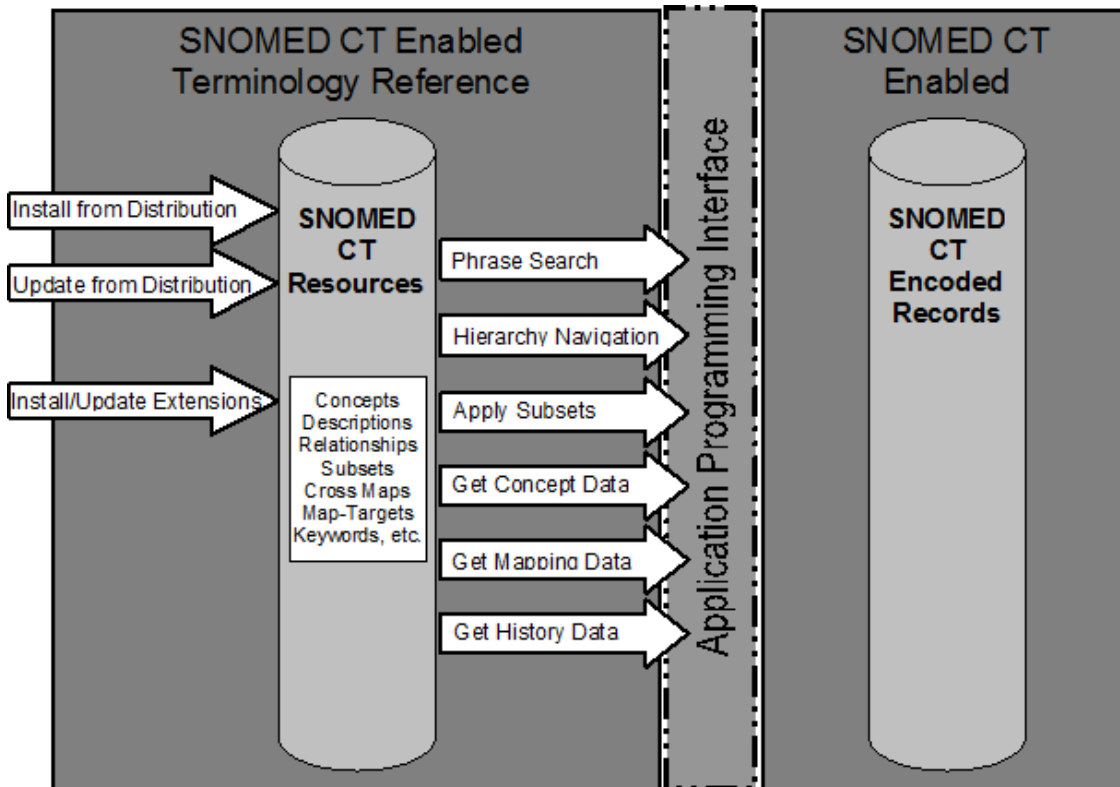 SNOMED CT Enabled
Terminology Reference
SNOMED CT
Enabled
Install from Distribution
Update from Distribution
Install/Update Extensions
SNOMED
CT
Resources
Concepts
Descriptions
Relationships
Subsets
Cross Maps
Map-Targets
Keywords, etc.
Phrase Search
Hierarchy Navigation
Apply Subsets
Get Concept Data
Get Mapping Data
Get History Data
Application Programming Interface
SNOMED
CT
Encoded
Records